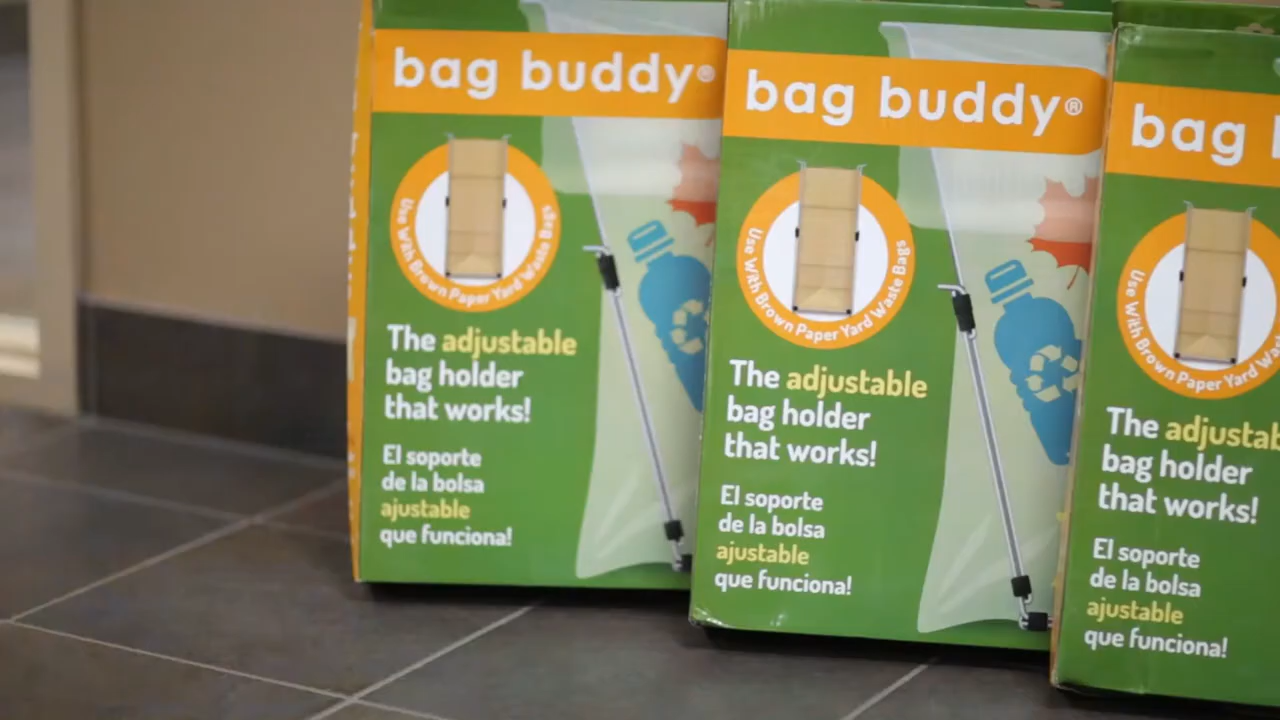 bag buddy®
Use With Brown Paper Yard Waste Bags
The adjustable
bag holder
that works!
El soporte
de la bolsa
ajustable
que funciona!
bag buddy®
Use With Brown Paper Yard Waste Bags
The adjustable
bag holder
that works!
El soporte
de la bolsa
ajustable
que funciona!
bag
Use With Brown Paper Yard
The adjustab
bag holder
that works!
El soporte
de la bolsa
ajustable
que funciona!